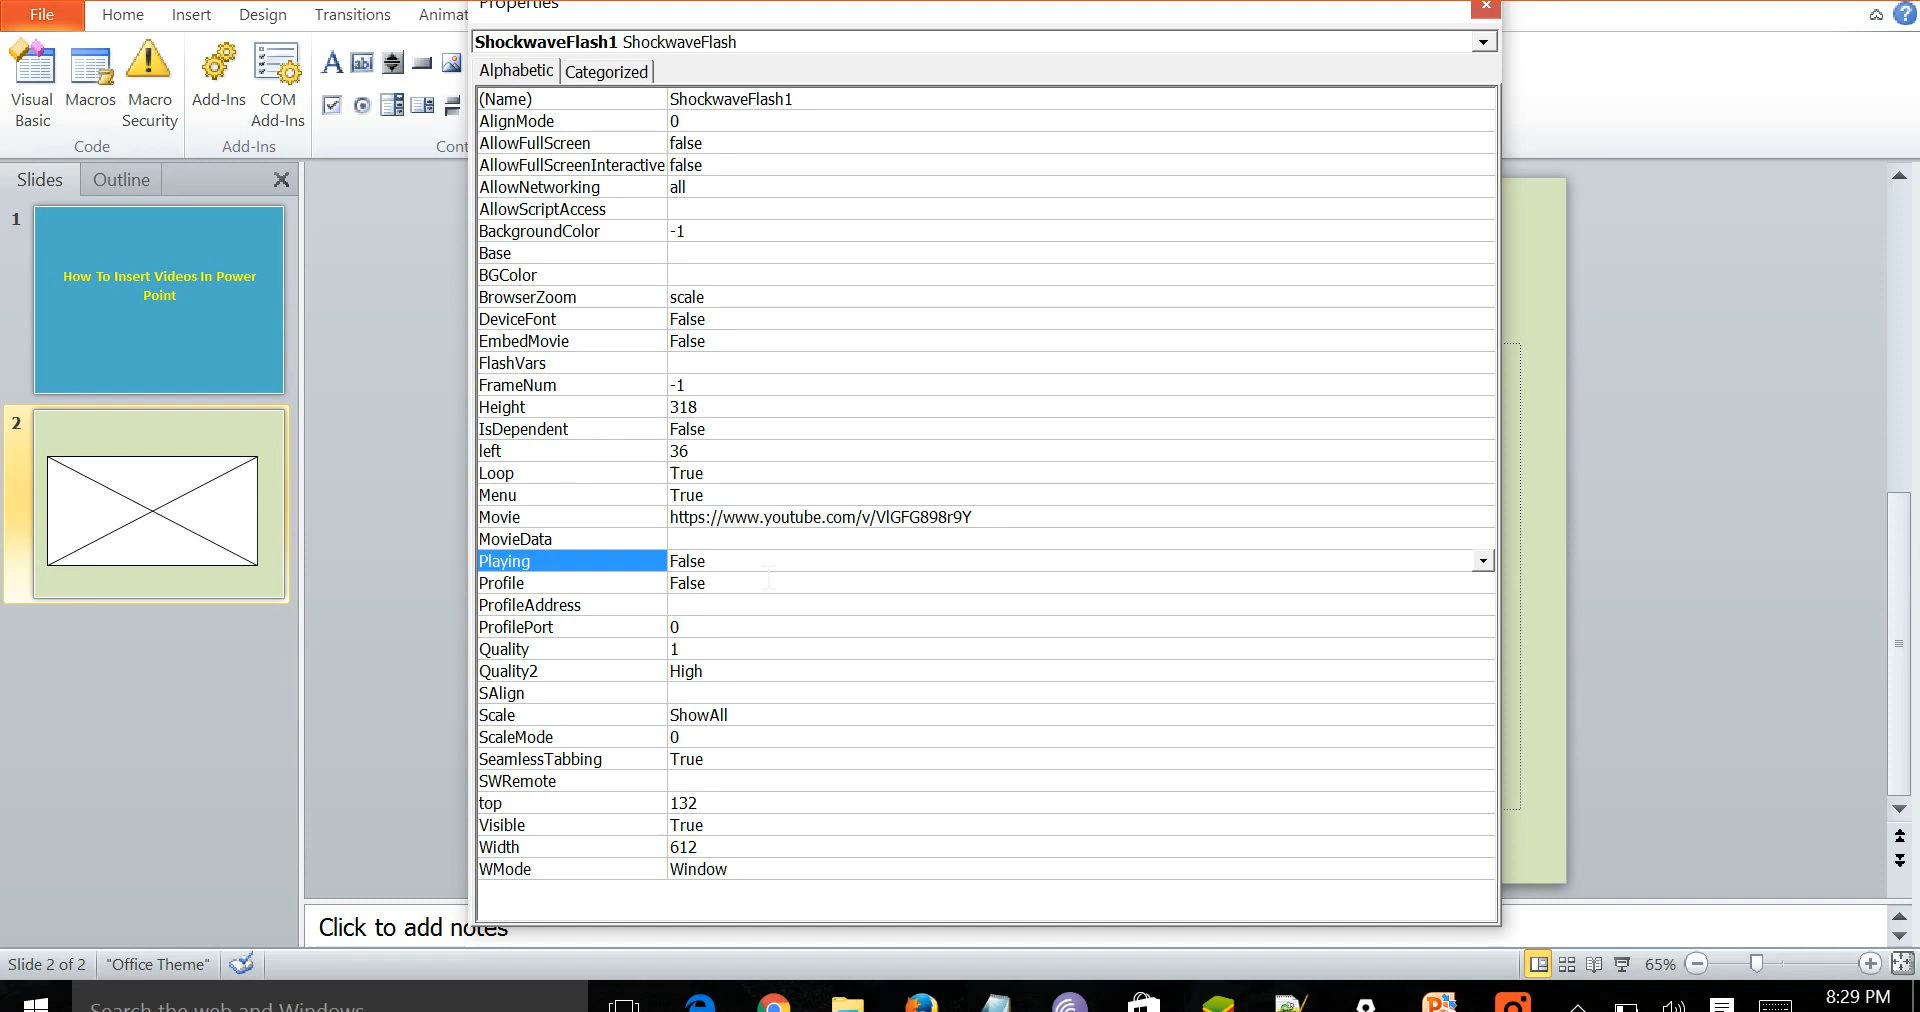 File Home Insert Design Transitions Animat
Properties
ShockwaveFlash1 ShockwaveFlash
Alphabetic Categorized
Visual Basic
Macros
Macro Security
Code
Add-Ins
COM Add-Ins
Add-Ins
Cont
Slides Outline
1
How To Insert Videos In Power
Point
2
(Name) ShockwaveFlash1
AlignMode 0
AllowFullScreen false
AllowFullScreenInteractive false
AllowNetworking all
AllowScriptAccess
BackgroundColor -1
Base
BGColor
BrowserZoom scale
DeviceFont False
EmbedMovie False
FlashVars
FrameNum -1
Height 318
IsDependent False
left 36
Loop True
Menu True
Movie https://www.youtube.com/v/VlGFG898r9Y
MovieData
Playing False
Profile False
ProfileAddress
ProfilePort 0
Quality 1
Quality2 High
SAlign
Scale ShowAll
ScaleMode 0
SeamlessTabbing True
SWRemote
top 132
Visible True
Width 612
WMode Window
Click to add notes
Slide 2 of 2 "Office Theme" 65%
Search the web and Windows
8:29 PM